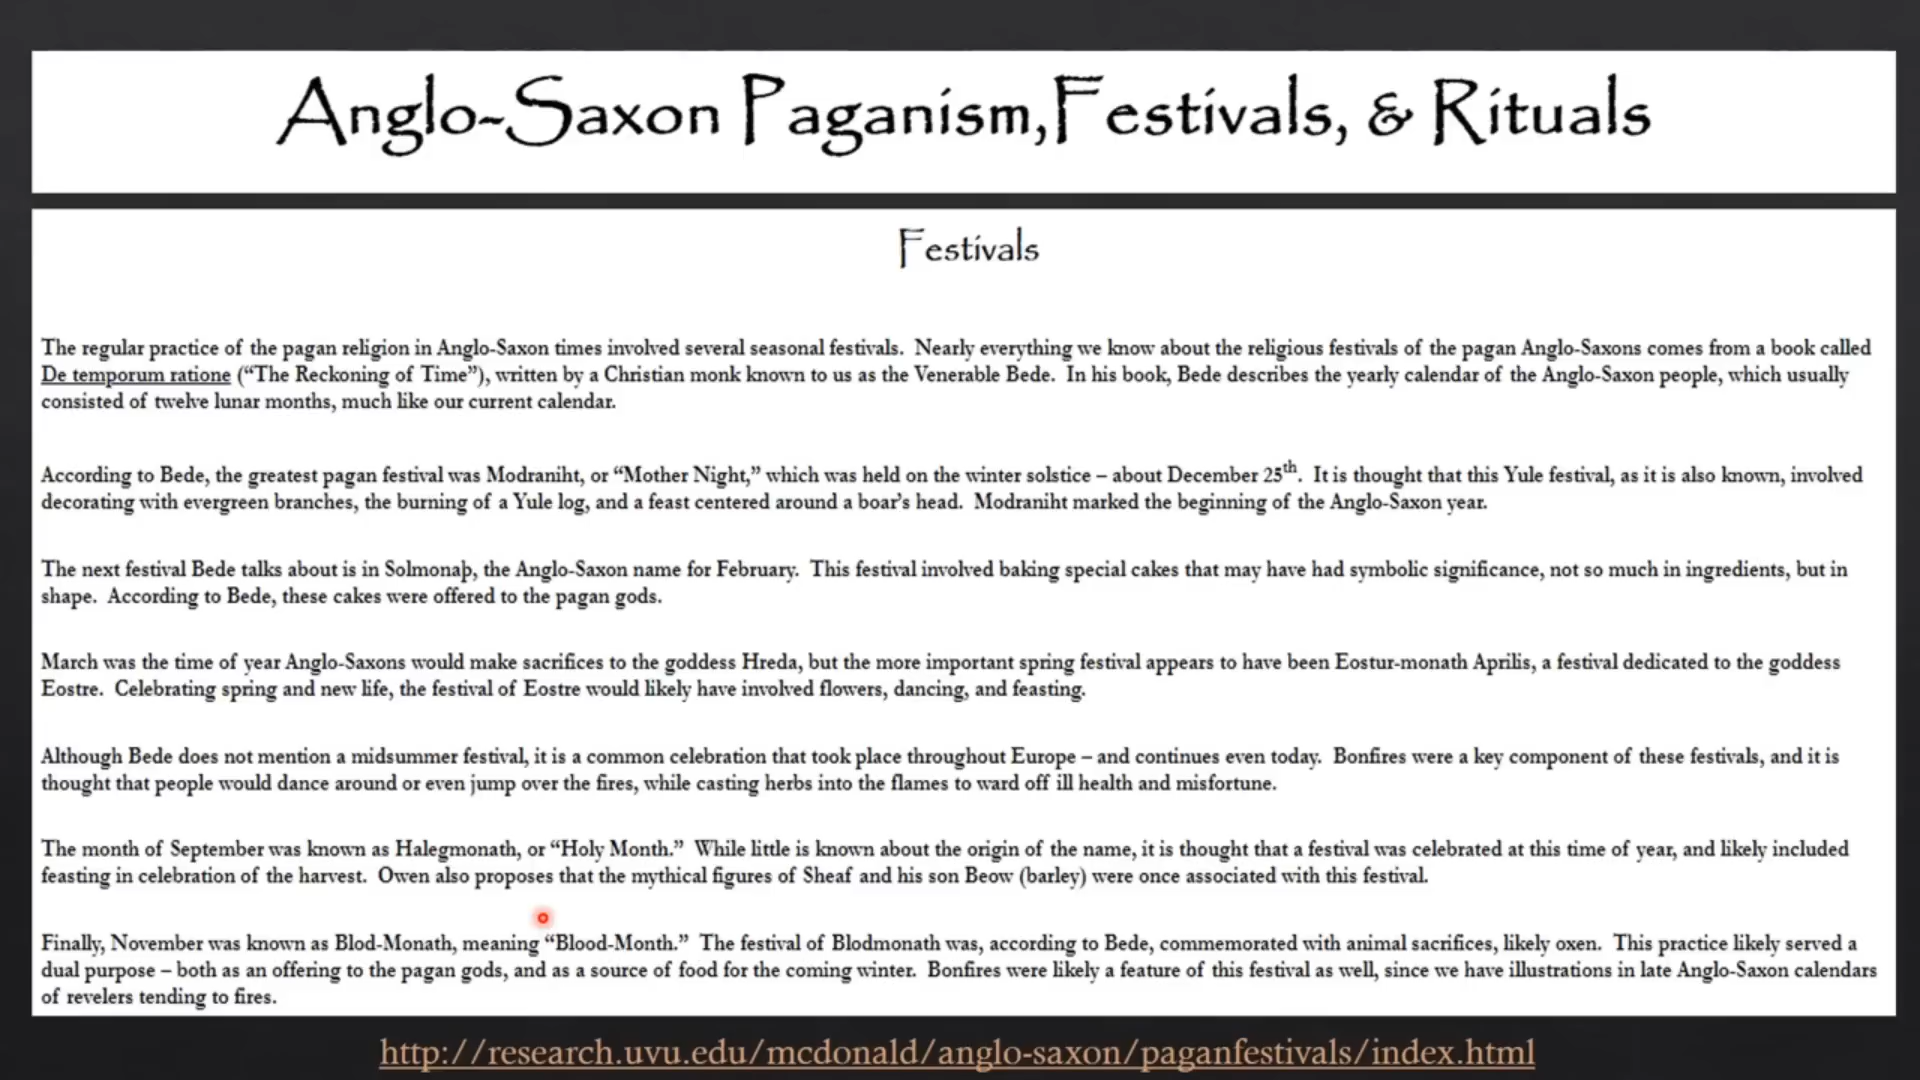 Anglo-Saxon Paganism, Festivals, & Rituals
Festivals
The regular practice of the pagan religion in Anglo-Saxon times involved several seasonal festivals.  Nearly everything we know about the religious festivals of the pagan Anglo-Saxons comes from a book called
De temporum ratione (“The Reckoning of Time”), written by a Christian monk known to us as the Venerable Bede.  In his book, Bede describes the yearly calendar of the Anglo-Saxon people, which usually
consisted of twelve lunar months, much like our current calendar.
According to Bede, the greatest pagan festival was Modraniht, or “Mother Night,” which was held on the winter solstice – about December 25th.  It is thought that this Yule festival, as it is also known, involved
decorating with evergreen branches, the burning of a Yule log, and a feast centered around a boar’s head.  Modraniht marked the beginning of the Anglo-Saxon year.
The next festival Bede talks about is in Solmonaþ, the Anglo-Saxon name for February.  This festival involved baking special cakes that may have had symbolic significance, not so much in ingredients, but in
shape.  According to Bede, these cakes were offered to the pagan gods.
March was the time of year Anglo-Saxons would make sacrifices to the goddess Hreda, but the more important spring festival appears to have been Eostur-monath Aprilis, a festival dedicated to the goddess
Eostre.  Celebrating spring and new life, the festival of Eostre would likely have involved flowers, dancing, and feasting.
Although Bede does not mention a midsummer festival, it is a common celebration that took place throughout Europe – and continues even today.  Bonfires were a key component of these festivals, and it is
thought that people would dance around or even jump over the fires, while casting herbs into the flames to ward off ill health and misfortune.
The month of September was known as Halegmonath, or “Holy Month.”  While little is known about the origin of the name, it is thought that a festival was celebrated at this time of year, and likely included
feasting in celebration of the harvest.  Owen also proposes that the mythical figures of Sheaf and his son Beow (barley) were once associated with this festival.
Finally, November was known as Blod-Monath, meaning “Blood-Month.”  The festival of Blodmonath was, according to Bede, commemorated with animal sacrifices, likely oxen.  This practice likely served a
dual purpose – both as an offering to the pagan gods, and as a source of food for the coming winter.  Bonfires were likely a feature of this festival as well, since we have illustrations in late Anglo-Saxon calendars
of revelers tending to fires.
http://research.uvu.edu/mcdonald/anglo-saxon/paganfestivals/index.html